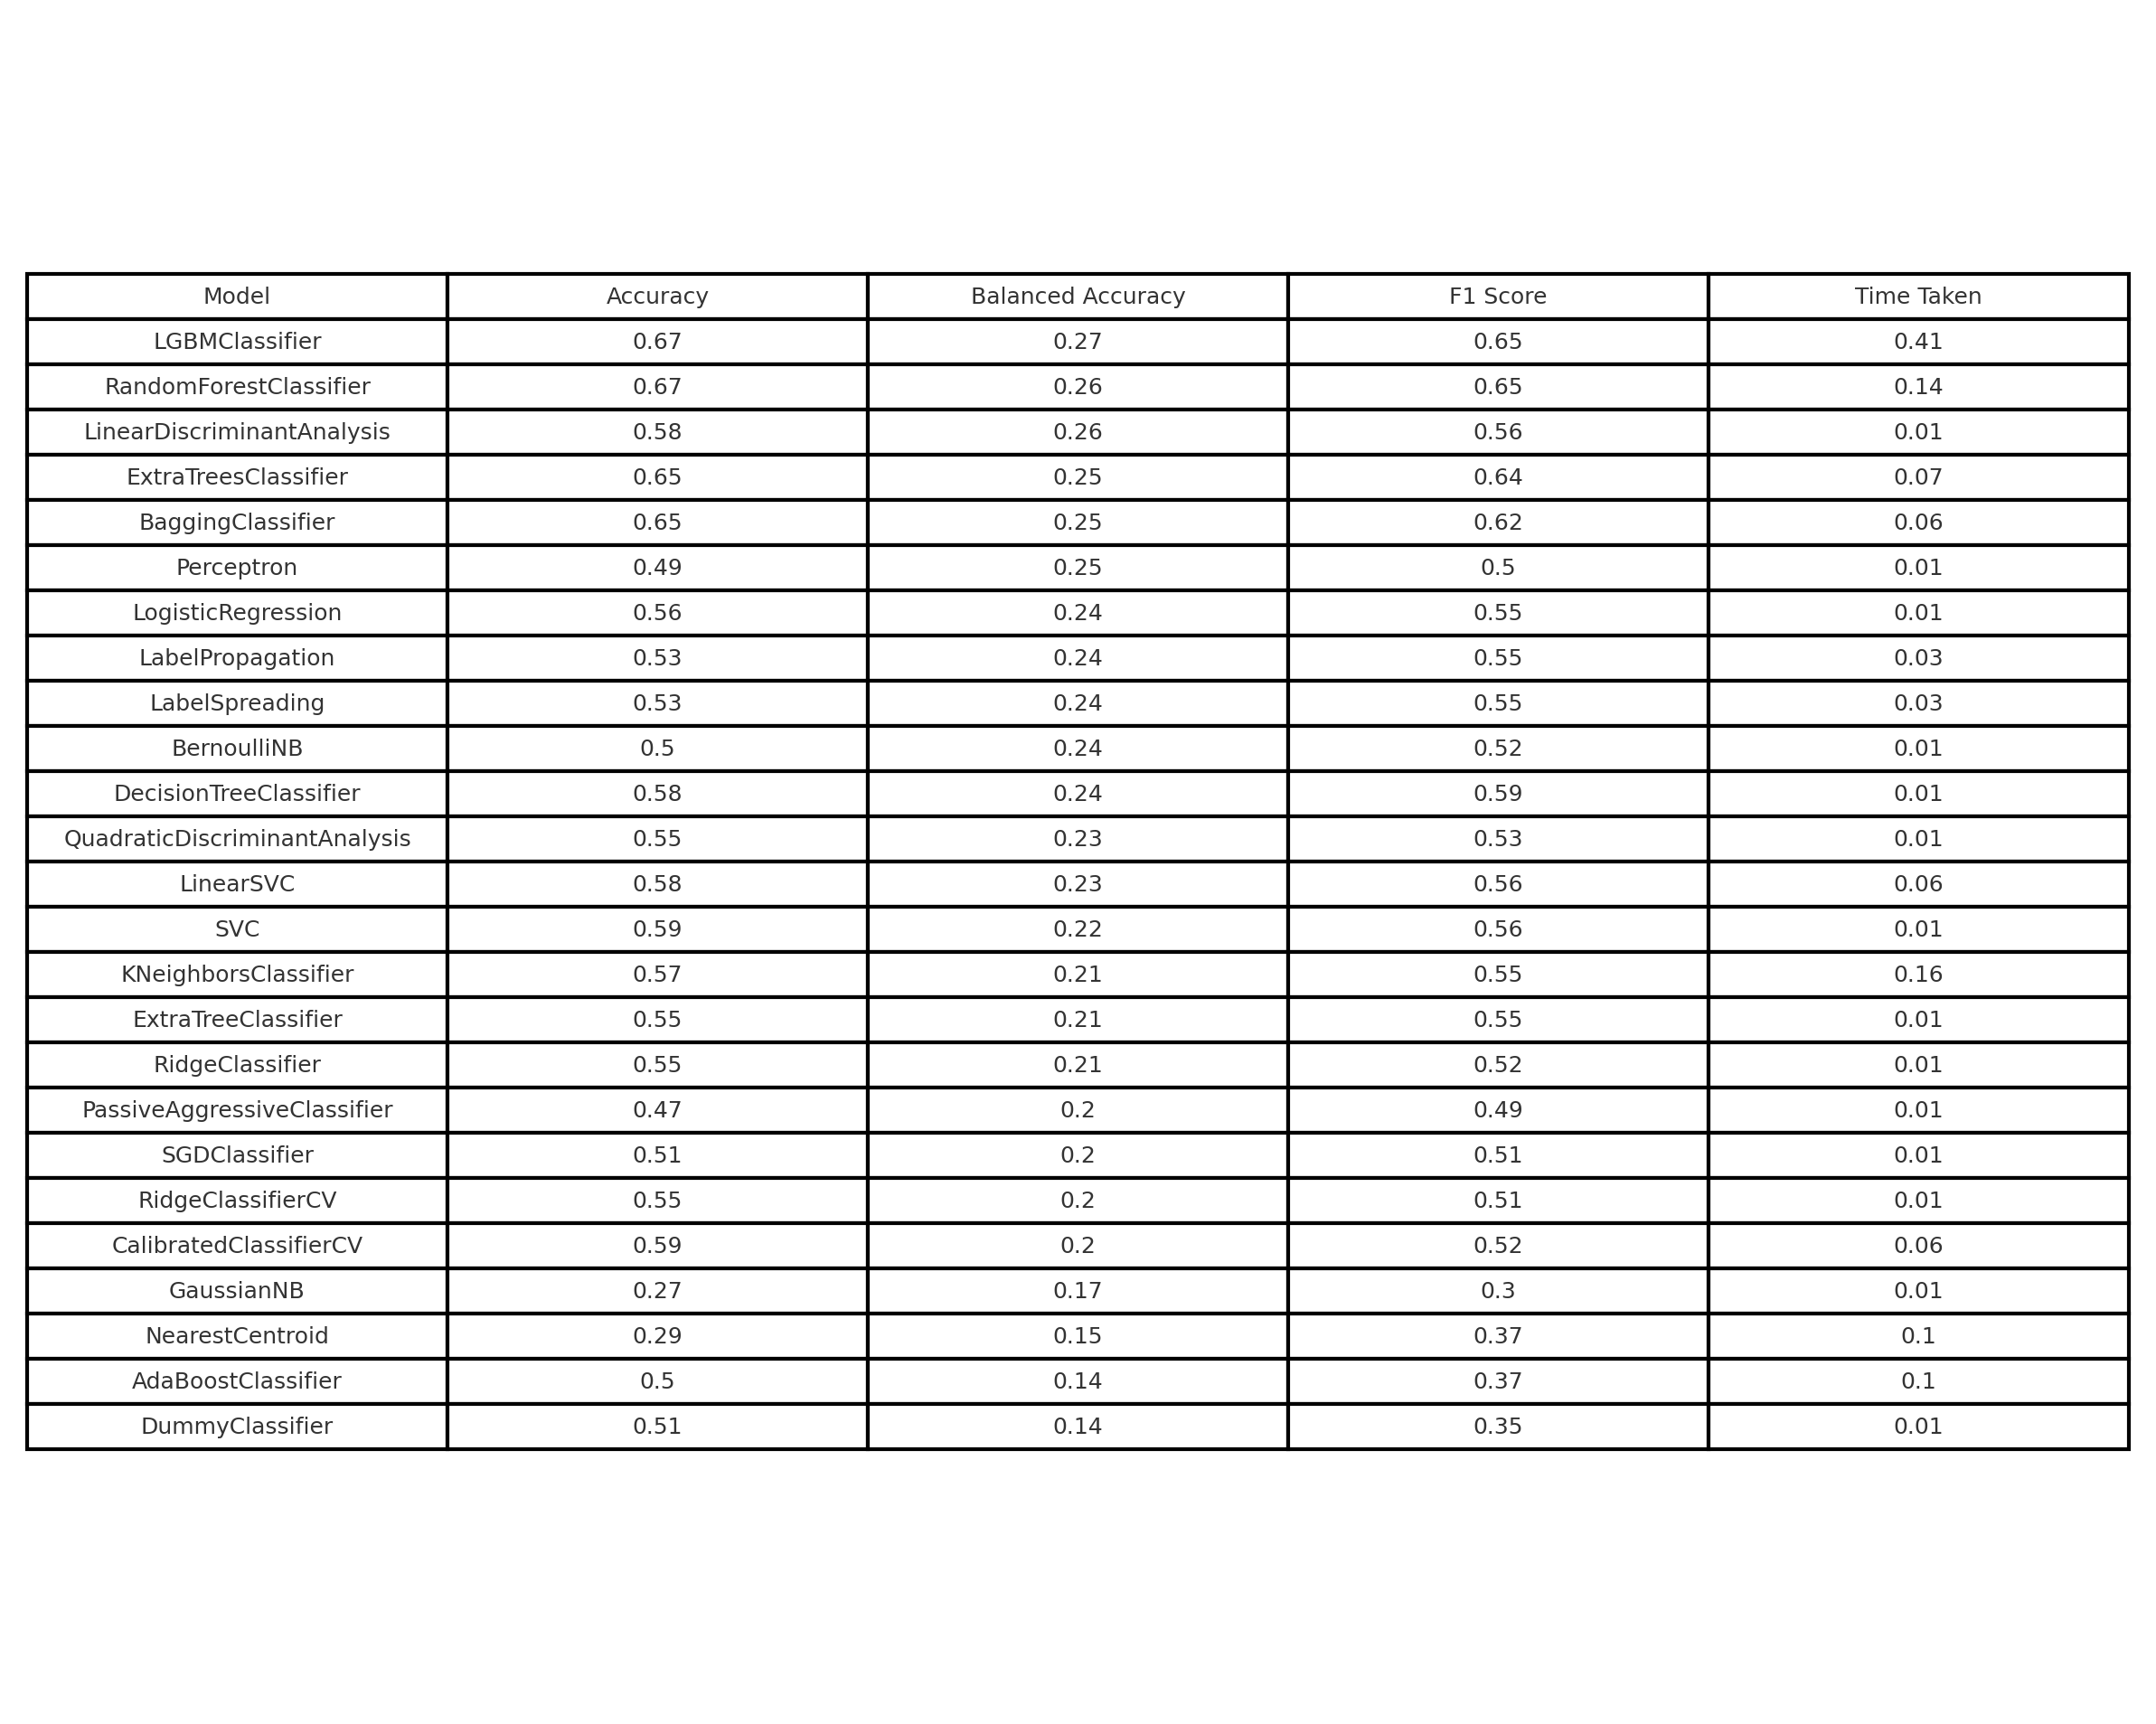 Model Accuracy Balanced Accuracy F1 Score Time Taken
LGBMClassifier 0.67 0.27 0.65 0.41
RandomForestClassifier 0.67 0.26 0.65 0.14
LinearDiscriminantAnalysis 0.58 0.26 0.56 0.01
ExtraTreesClassifier 0.65 0.25 0.64 0.07
BaggingClassifier 0.65 0.25 0.62 0.06
Perceptron 0.49 0.25 0.5 0.01
LogisticRegression 0.56 0.24 0.55 0.01
LabelPropagation 0.53 0.24 0.55 0.03
LabelSpreading 0.53 0.24 0.55 0.03
BernoulliNB 0.5 0.24 0.52 0.01
DecisionTreeClassifier 0.58 0.24 0.59 0.01
QuadraticDiscriminantAnalysis 0.55 0.23 0.53 0.01
LinearSVC 0.58 0.23 0.56 0.06
SVC 0.59 0.22 0.56 0.01
KNeighborsClassifier 0.57 0.21 0.55 0.16
ExtraTreeClassifier 0.55 0.21 0.55 0.01
RidgeClassifier 0.55 0.21 0.52 0.01
PassiveAggressiveClassifier 0.47 0.2 0.49 0.01
SGDClassifier 0.51 0.2 0.51 0.01
RidgeClassifierCV 0.55 0.2 0.51 0.01
CalibratedClassifierCV 0.59 0.2 0.52 0.06
GaussianNB 0.27 0.17 0.3 0.01
NearestCentroid 0.29 0.15 0.37 0.1
AdaBoostClassifier 0.5 0.14 0.37 0.1
DummyClassifier 0.51 0.14 0.35 0.01